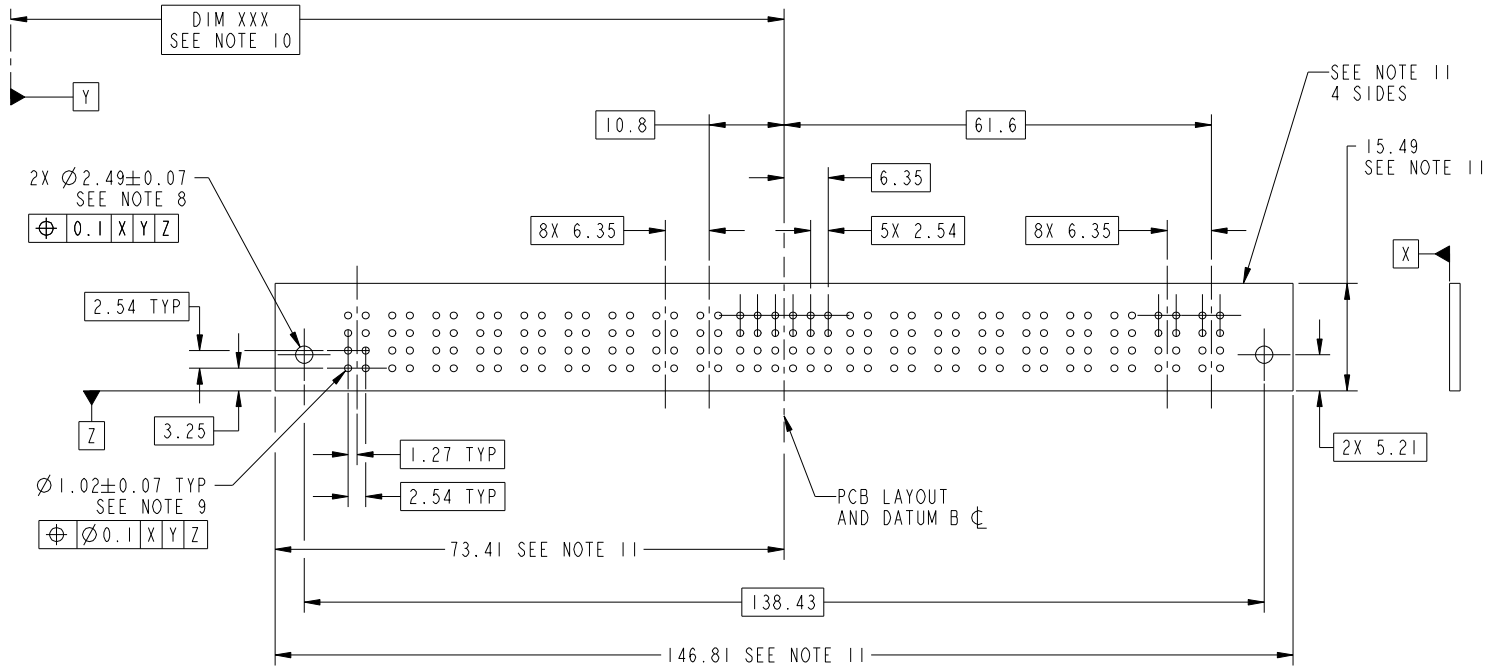 DIM XXX
SEE NOTE 10
Y
SEE NOTE 11
4 SIDES
10.8
61.6
15.49
SEE NOTE 11
2X Ø2.49±0.07
SEE NOTE 8
⌖ 0.1 X Y Z
6.35
8X 6.35
5X 2.54
8X 6.35
X
2.54 TYP
Z
3.25
1.27 TYP
2X 5.21
Ø1.02±0.07 TYP
SEE NOTE 9
⌖ Ø0.1 X Y Z
2.54 TYP
PCB LAYOUT
AND DATUM B ℄
73.41 SEE NOTE 11
138.43
146.81 SEE NOTE 11